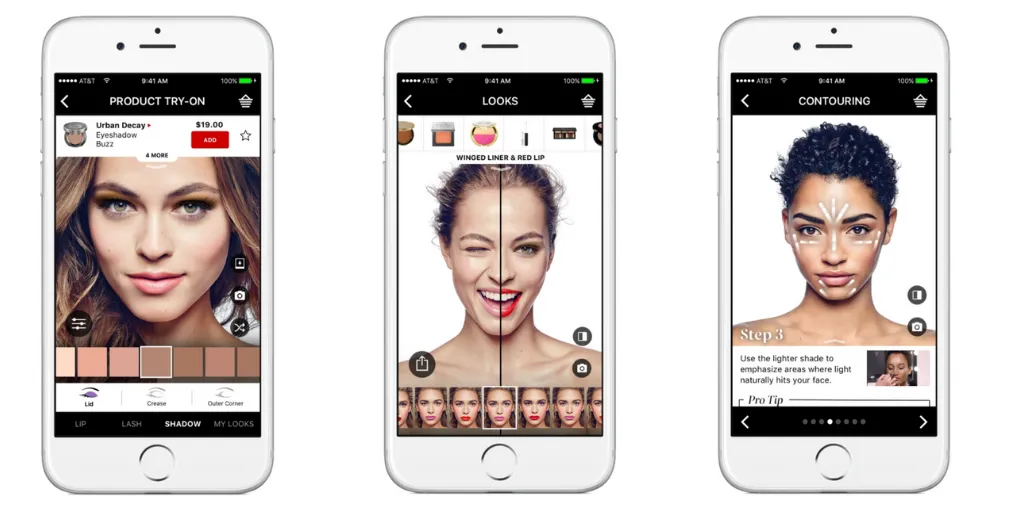 AT&T 9:41 AM 100%
PRODUCT TRY-ON
Urban Decay
Eyeshadow
Buzz
$19.00
ADD
4 MORE
Lid
Crease
Outer Corner
LIP
LASH
SHADOW
MY LOOKS
AT&T 9:41 AM 100%
LOOKS
WINGED LINER & RED LIP
AT&T 9:41 AM 100%
CONTOURING
Step 3
Use the lighter shade to
emphasize areas where light
naturally hits your face.
Pro Tip